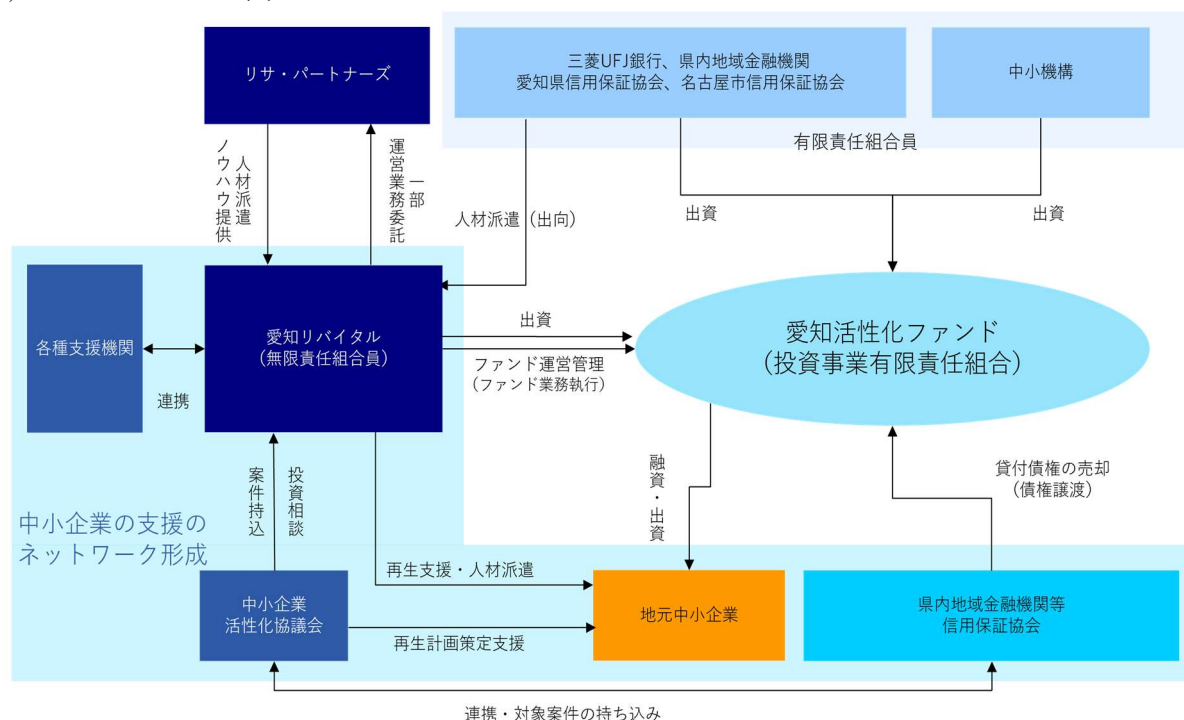 リサ・パートナーズ
三菱UFJ銀行、県内地域金融機関
愛知県信用保証協会、名古屋市信用保証協会
中小機構
有限責任組合員
人材派遣
ノウハウ提供
一部
運営業務委託
人材派遣（出向）
出資
出資
各種支援機関
連携
愛知リバイタル
（無限責任組合員）
出資
ファンド運営管理
（ファンド業務執行）
愛知活性化ファンド
（投資事業有限責任組合）
投資相談
案件持込
融資・出資
貸付債権の売却
（債権譲渡）
中小企業の支援の
ネットワーク形成
再生支援・人材派遣
中小企業
活性化協議会
再生計画策定支援
地元中小企業
県内地域金融機関等
信用保証協会
連携・対象案件の持ち込み